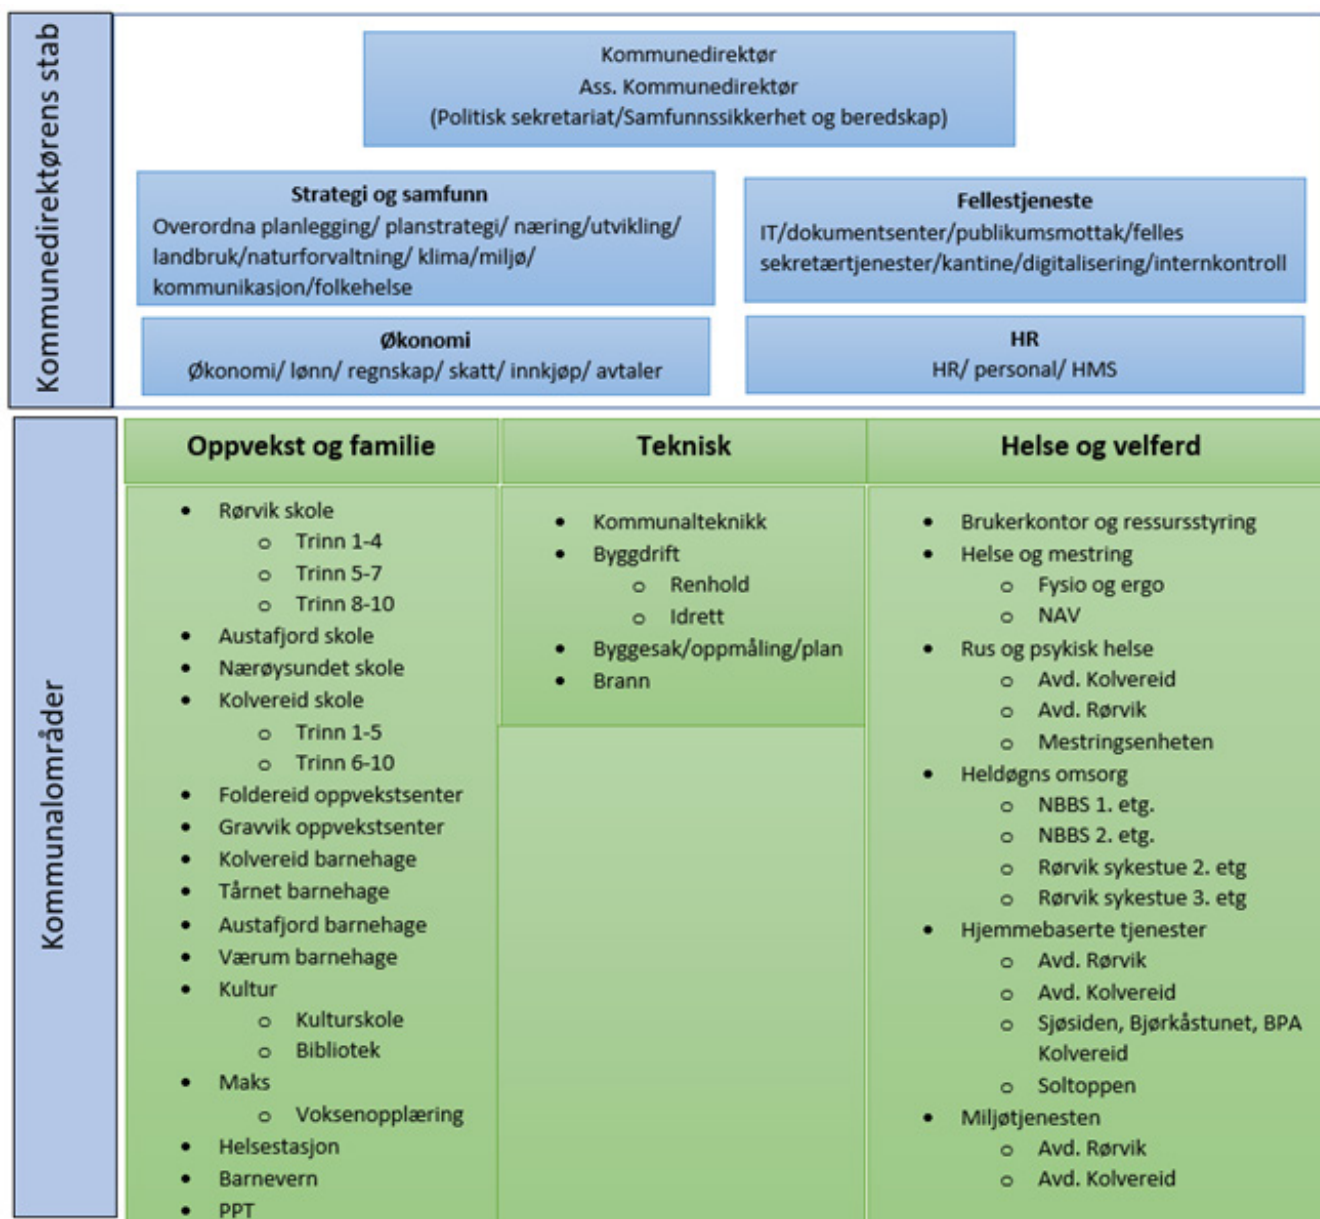 Kommunedirektørens stab
Kommunedirektør
Ass. Kommunedirektør
(Politisk sekretariat/Samfunnssikkerhet og beredskap)
Strategi og samfunn
Overordna planlegging/ planstrategi/ næring/utvikling/
landbruk/naturforvaltning/ klima/miljø/
kommunikasjon/folkehelse
Fellestjeneste
IT/dokumentsenter/publikumsmottak/felles
sekretærtjenester/kantine/digitalisering/internkontroll
Økonomi
Økonomi/ lønn/ regnskap/ skatt/ innkjøp/ avtaler
HR
HR/ personal/ HMS
Kommunalområder
Oppvekst og familie
• Rørvik skole
o Trinn 1-4
o Trinn 5-7
o Trinn 8-10
• Austafjord skole
• Nærøysundet skole
• Kolvereid skole
o Trinn 1-5
o Trinn 6-10
• Foldereid oppvekstsenter
• Gravvik oppvekstsenter
• Kolvereid barnehage
• Tårnet barnehage
• Austafjord barnehage
• Værum barnehage
• Kultur
o Kulturskole
o Bibliotek
• Maks
o Voksenopplæring
• Helsestasjon
• Barnevern
• PPT
Teknisk
• Kommunalteknikk
• Byggdrift
o Renhold
o Idrett
• Byggesak/oppmåling/plan
• Brann
Helse og velferd
• Brukerkontor og ressursstyring
• Helse og mestring
o Fysio og ergo
o NAV
• Rus og psykisk helse
o Avd. Kolvereid
o Avd. Rørvik
o Mestringsenheten
• Heldøgns omsorg
o NBBS 1. etg.
o NBBS 2. etg.
o Rørvik sykestue 2. etg
o Rørvik sykestue 3. etg
• Hjemmebaserte tjenester
o Avd. Rørvik
o Avd. Kolvereid
o Sjøsiden, Bjørkåstunet, BPA
Kolvereid
o Soltoppen
• Miljøtjenesten
o Avd. Rørvik
o Avd. Kolvereid